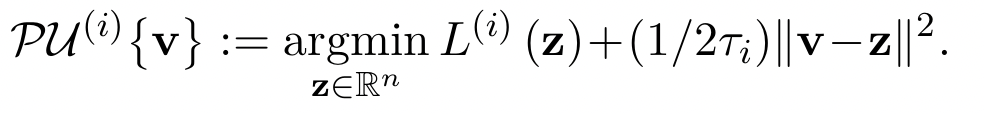 𝒫𝒰⁽ⁱ⁾{𝐯} := argmin L⁽ⁱ⁾ (𝐳)+(1/2τᵢ)‖𝐯−𝐳‖².
𝐳∈ℝⁿ